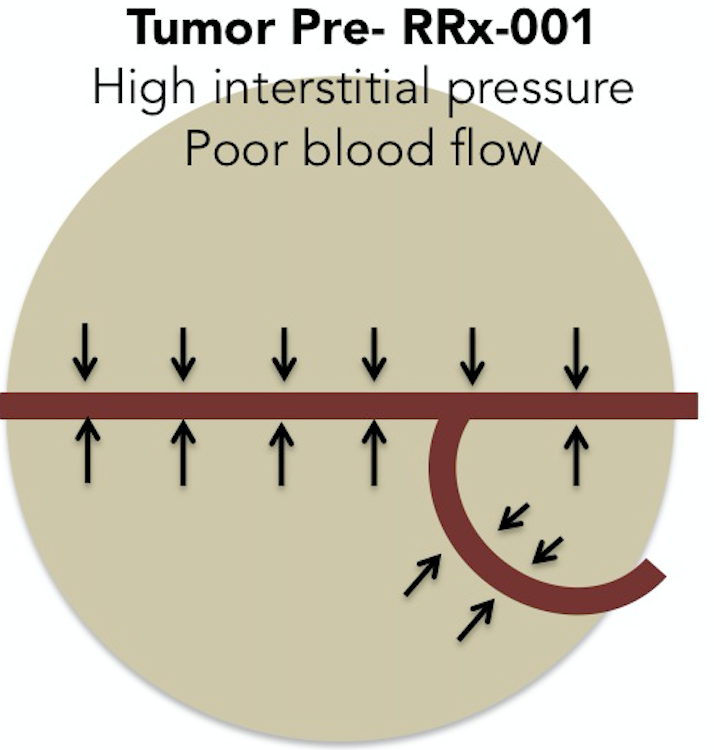 Tumor Pre- RRx-001
High interstitial pressure
Poor blood flow